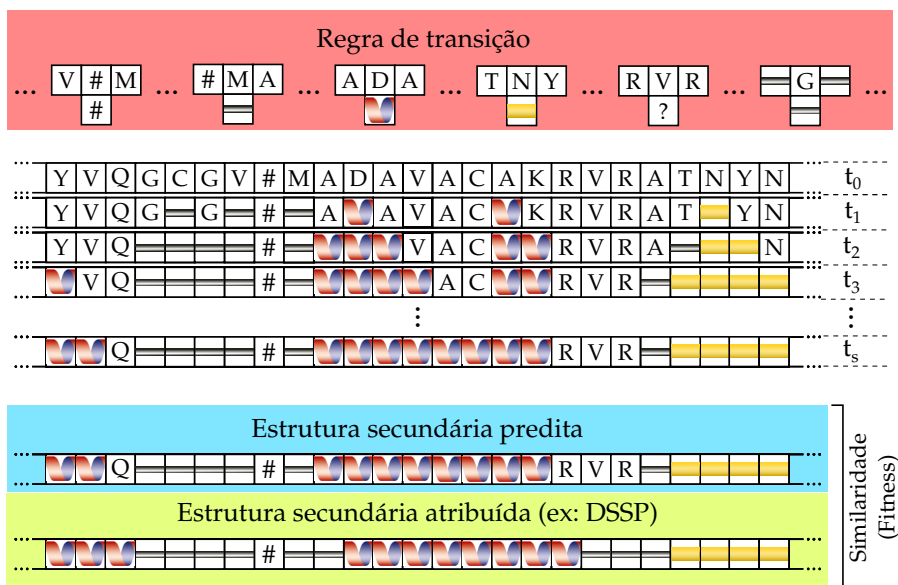 Regra de transição
... V # M ... # M A ... A D A ... T N Y ... R V R ... G ...
# ?
Y V Q G C G V # M A D A V A C A K R V R A T N Y N t0
Y V Q G G # A A V A C K R V R A T Y N t1
Y V Q # V A C R V R A N t2
V Q # A C R V R t3
Q # R V R ts
Estrutura secundária predita
Q # R V R
Estrutura secundária atribuída (ex: DSSP)
#
Similaridade
(Fitness)